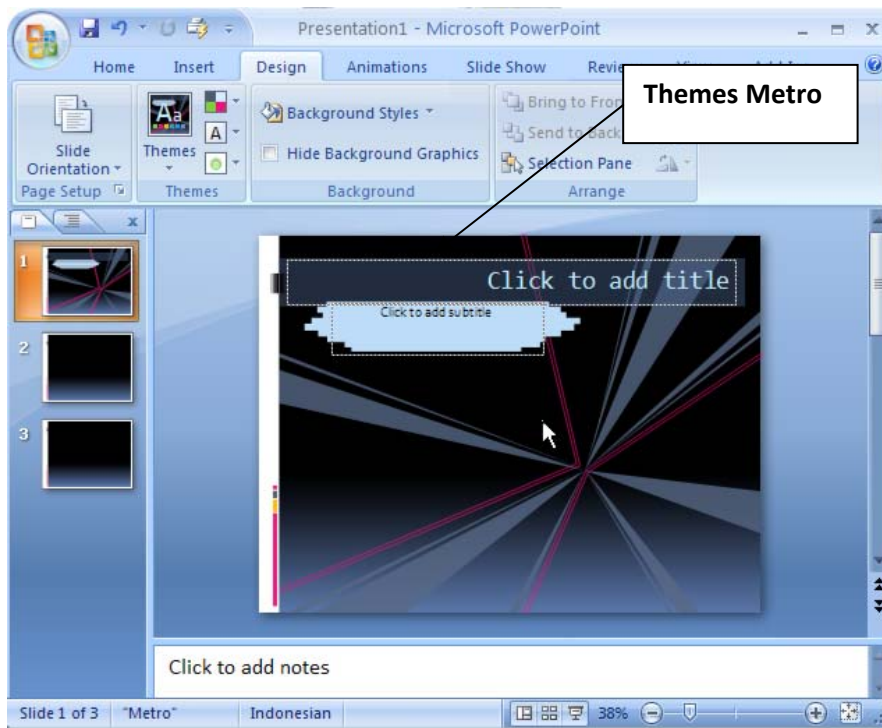 Presentation1 - Microsoft PowerPoint
Home Insert Design Animations Slide Show
Themes Metro
Slide Orientation
Themes
Aa
A
Background Styles
Hide Background Graphics
Bring to
Send to
Selection Pane
Page Setup Themes Background Arrange
1
2
3
Click to add title
Click to add subtitle
Click to add notes
Slide 1 of 3 "Metro" Indonesian 38%